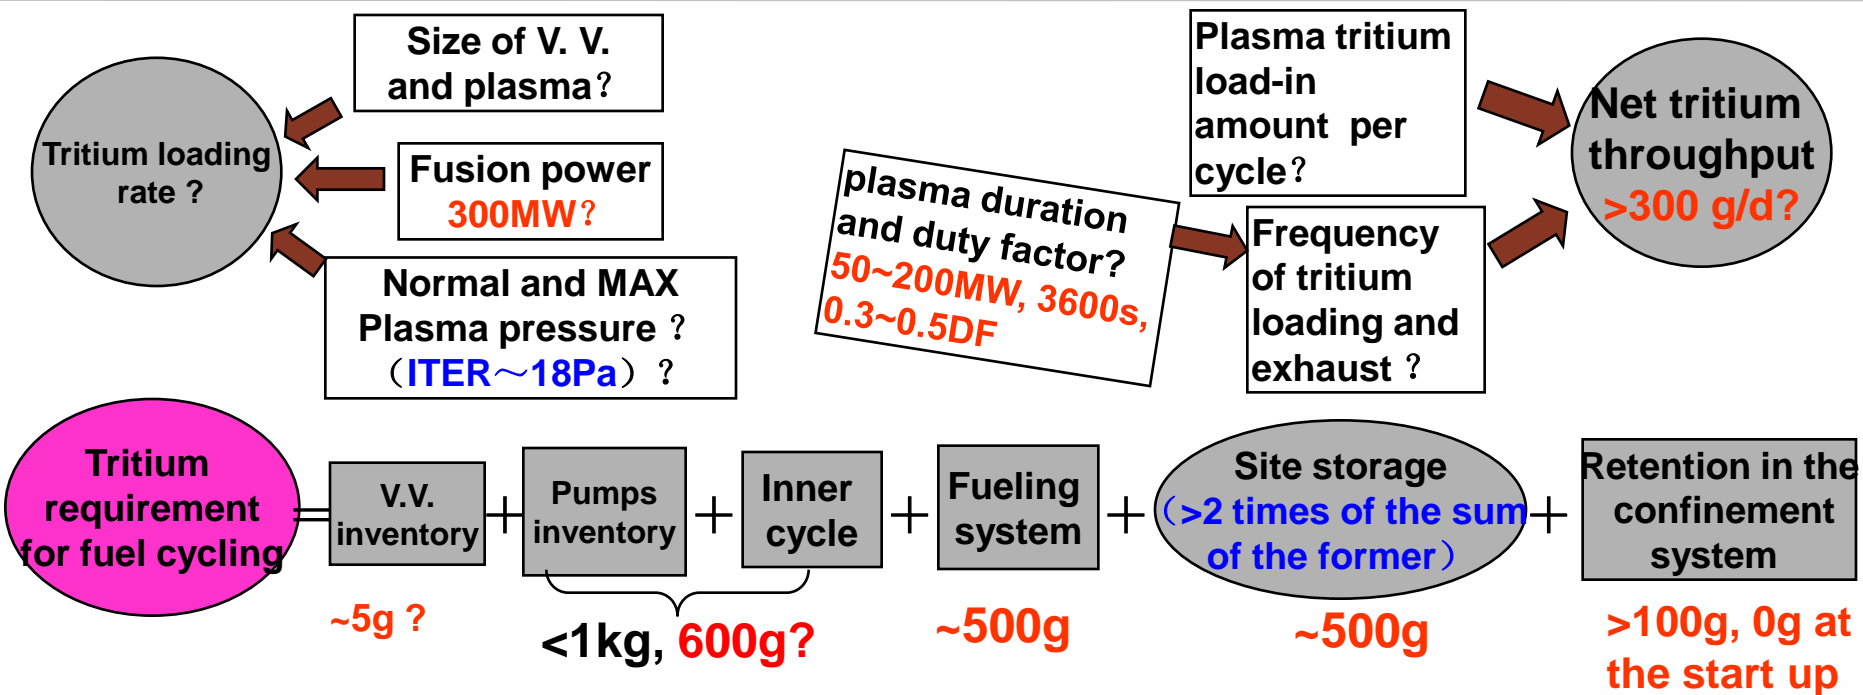 Size of V. V.
and plasma？
Tritium loading
rate ?
Fusion power
300MW？
Normal and MAX
Plasma pressure ？
（ITER～18Pa）？
plasma duration
and duty factor?
50~200MW, 3600s,
0.3~0.5DF
Plasma tritium
load-in
amount per
cycle？
Frequency
of tritium
loading and
exhaust ？
Net tritium
throughput
>300 g/d?
Tritium
requirement
for fuel cycling
=
V.V.
inventory
+
Pumps
inventory
+
Inner
cycle
+
Fueling
system
+
Site storage
（>2 times of the sum
of the former）
+
Retention in the
confinement
system
~5g ?
<1kg, 600g?
~500g
~500g
>100g, 0g at
the start up